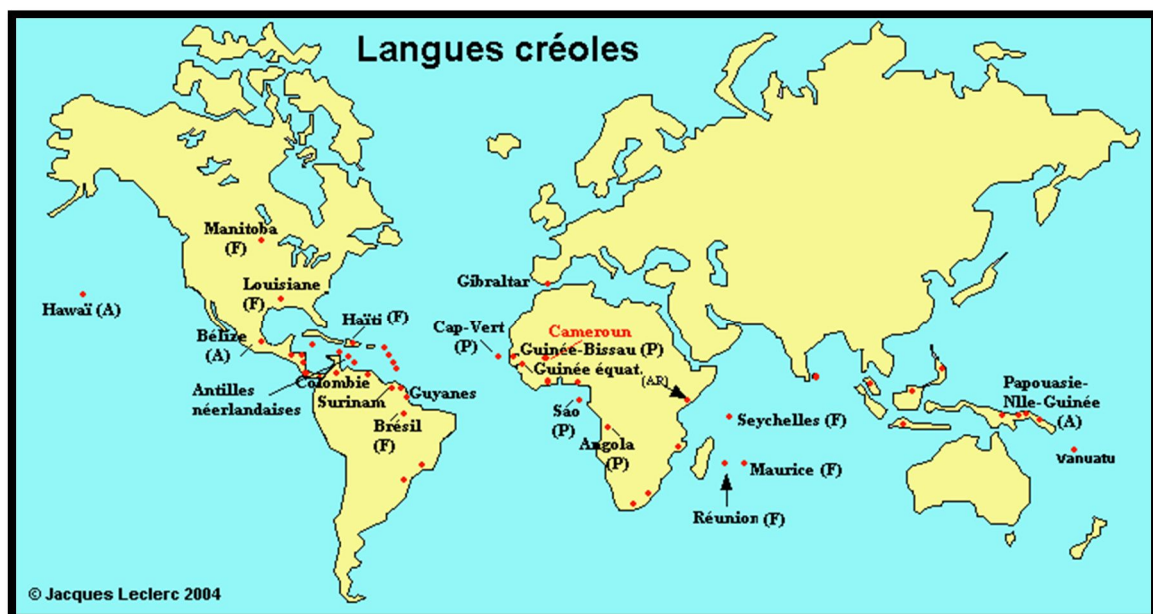 Langues créoles
Manitoba
(F)
Louisiane
(F)
Hawaï (A)
Haïti (F)
Bélize
(A)
Antilles
néerlandaises
Colombie
Surinam
Guyanes
Brésil
(F)
Gibraltar
Cap-Vert
(P)
Cameroun
Guinée-Bissau (P)
Guinée équat.
(AR)
São
(P)
Angola
(P)
Seychelles (F)
Maurice (F)
Réunion (F)
Papouasie-
Nlle-Guinée
(A)
Vanuatu
© Jacques Leclerc 2004